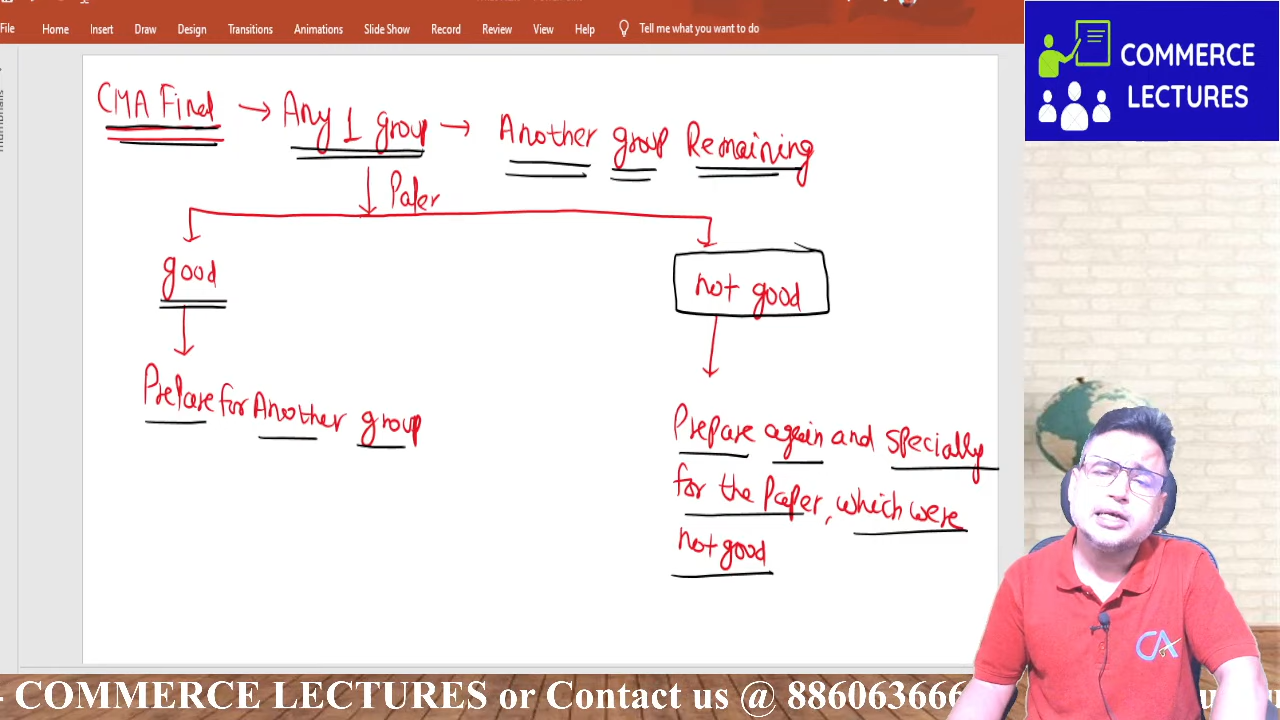 File Home Insert Draw Design Transitions Animations Slide Show Record Review View Help Tell me what you want to do
COMMERCE
LECTURES
CMA Final → Any 1 group → Another group Remaining
Paper
good
not good
Prepare for Another group
Prepare again and specially
for the Paper, which were
not good
CA
- COMMERCE LECTURES or Contact us @ 886063666